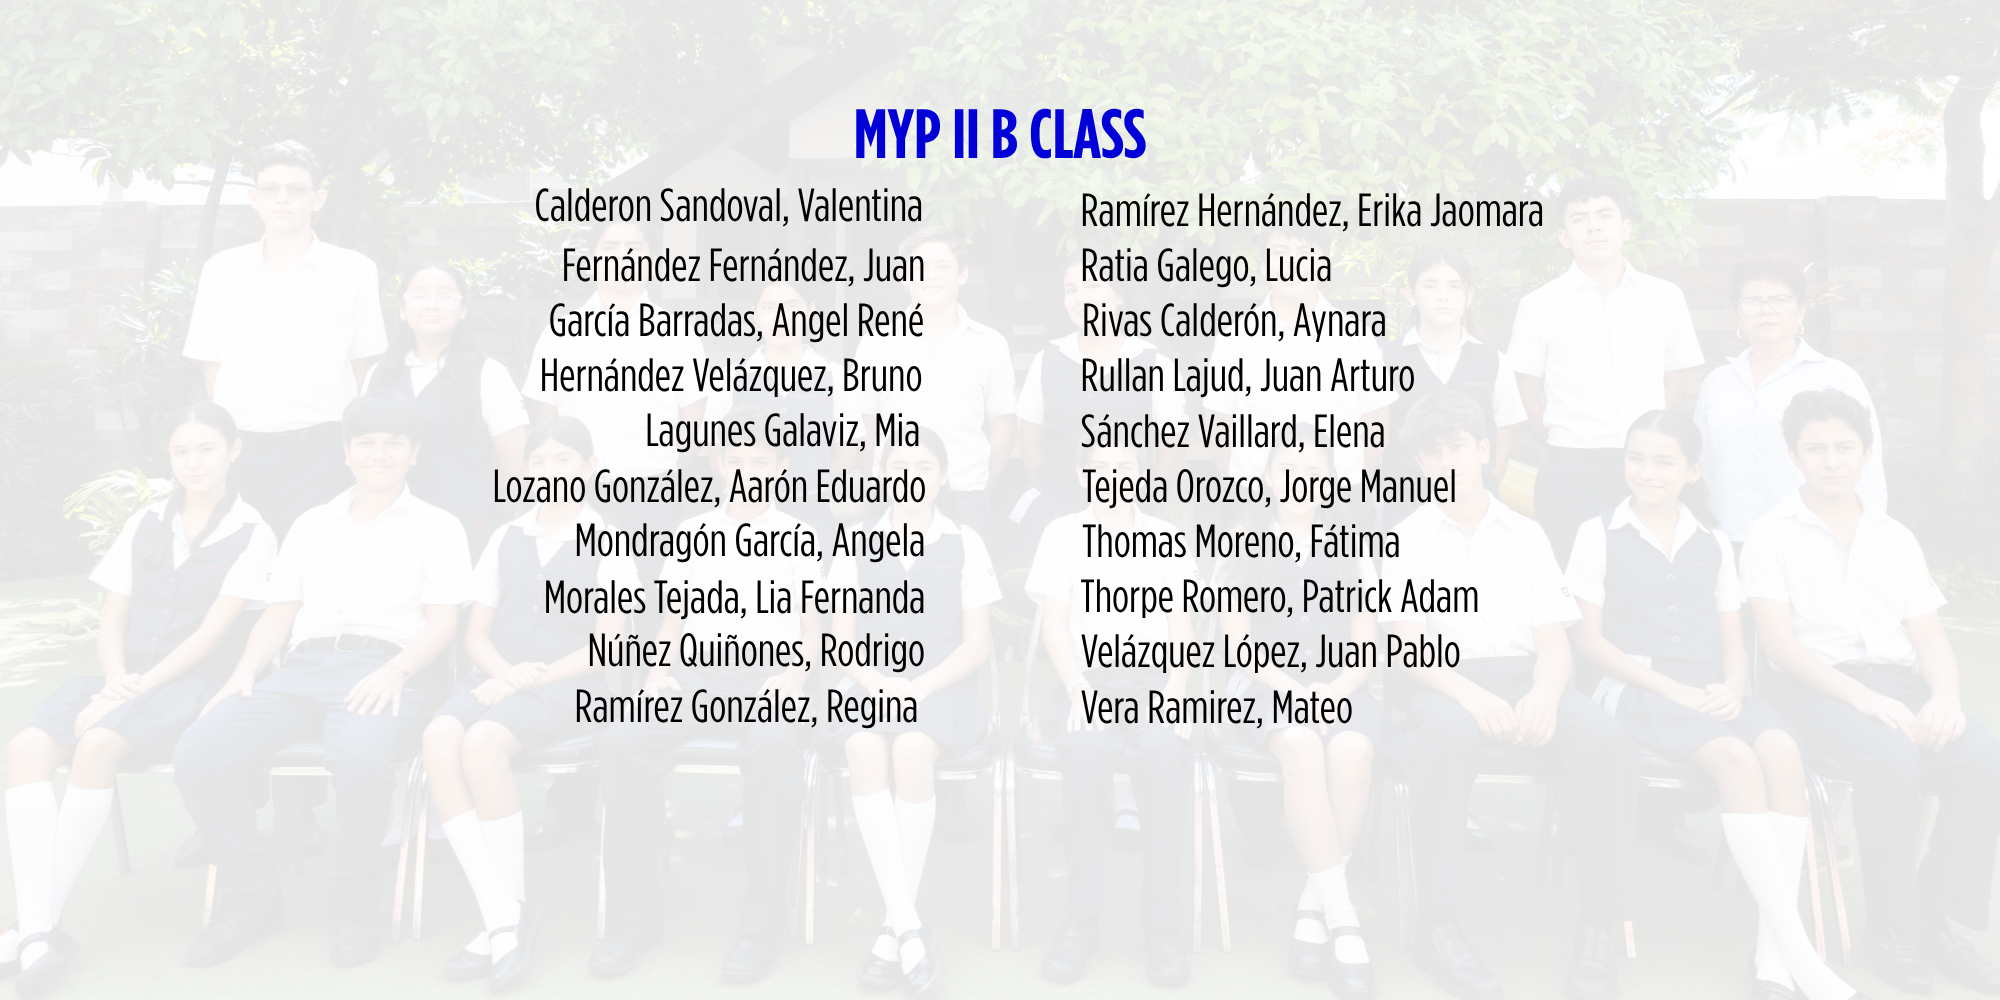 MYP II B CLASS
Calderon Sandoval, Valentina
Fernández Fernández, Juan
García Barradas, Angel René
Hernández Velázquez, Bruno
Lagunes Galaviz, Mia
Lozano González, Aarón Eduardo
Mondragón García, Angela
Morales Tejada, Lia Fernanda
Núñez Quiñones, Rodrigo
Ramírez González, Regina
Ramírez Hernández, Erika Jaomara
Ratia Galego, Lucia
Rivas Calderón, Aynara
Rullan Lajud, Juan Arturo
Sánchez Vaillard, Elena
Tejeda Orozco, Jorge Manuel
Thomas Moreno, Fátima
Thorpe Romero, Patrick Adam
Velázquez López, Juan Pablo
Vera Ramirez, Mateo